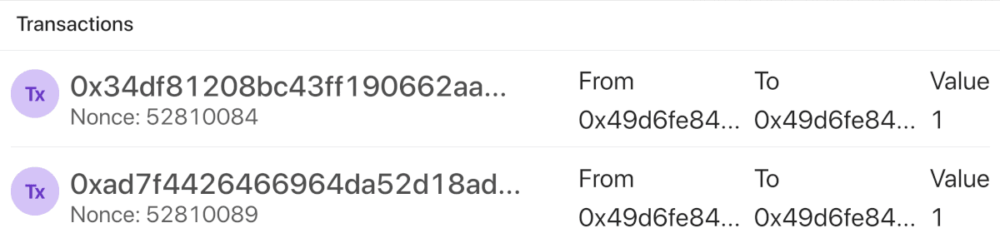 Transactions
Tx 0x34df81208bc43ff190662aa...
Nonce: 52810084
From To Value
0x49d6fe84... 0x49d6fe84... 1
Tx 0xad7f4426466964da52d18ad...
Nonce: 52810089
From To Value
0x49d6fe84... 0x49d6fe84... 1